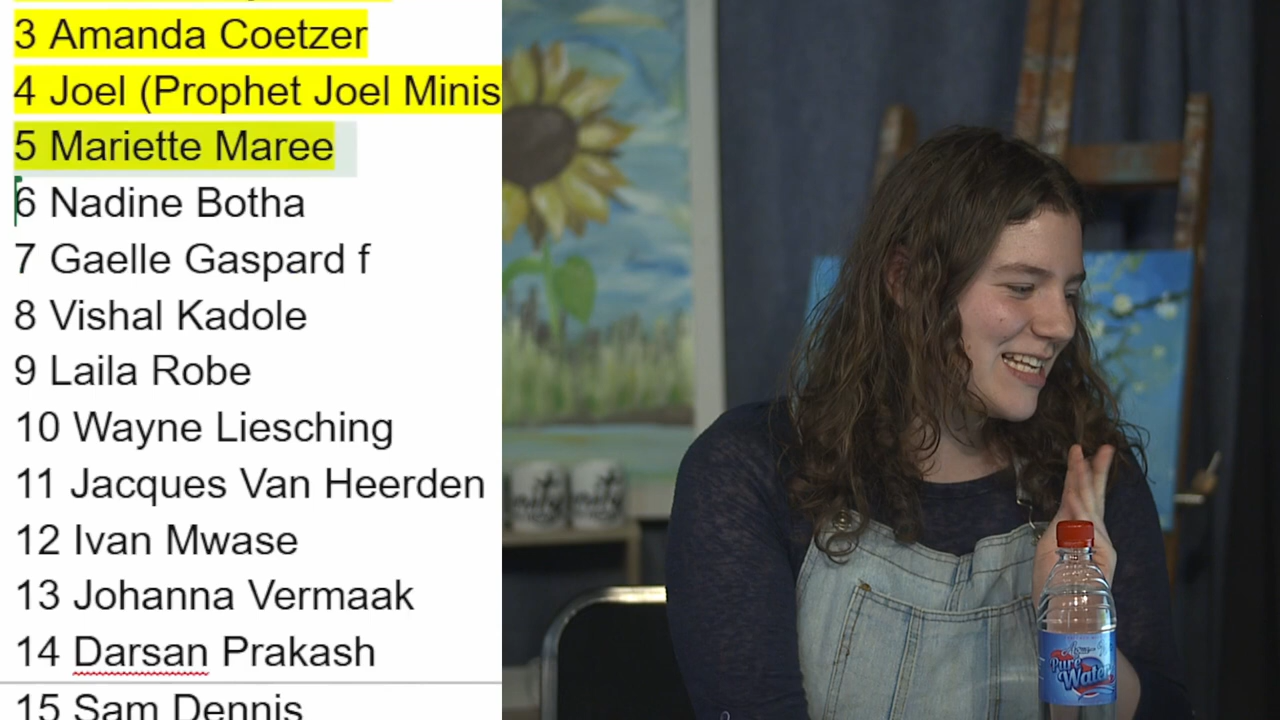 3 Amanda Coetzer
4 Joel (Prophet Joel Minis
5 Mariette Maree
6 Nadine Botha
7 Gaelle Gaspard f
8 Vishal Kadole
9 Laila Robe
10 Wayne Liesching
11 Jacques Van Heerden
12 Ivan Mwase
13 Johanna Vermaak
14 Darsan Prakash
15 Sam Dennis
Pure
Water